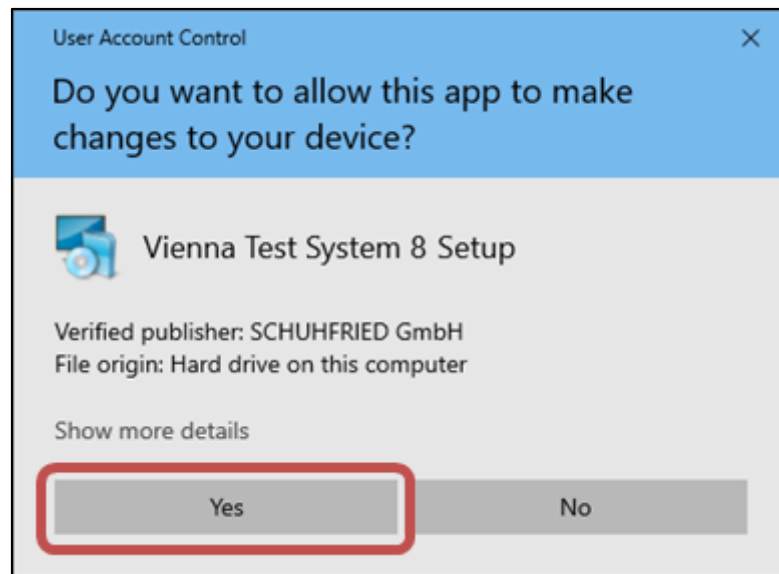 User Account Control
Do you want to allow this app to make
changes to your device?
Vienna Test System 8 Setup
Verified publisher: SCHUHFRIED GmbH
File origin: Hard drive on this computer
Show more details
Yes
No